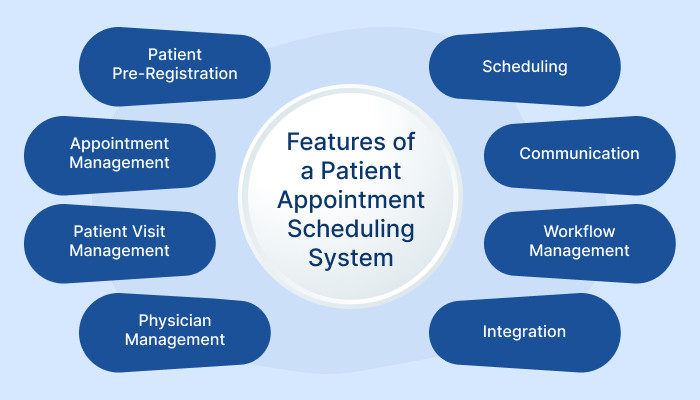 Patient
Pre-Registration
Scheduling
Appointment
Management
Communication
Features of
a Patient
Appointment
Scheduling
System
Patient Visit
Management
Workflow
Management
Physician
Management
Integration